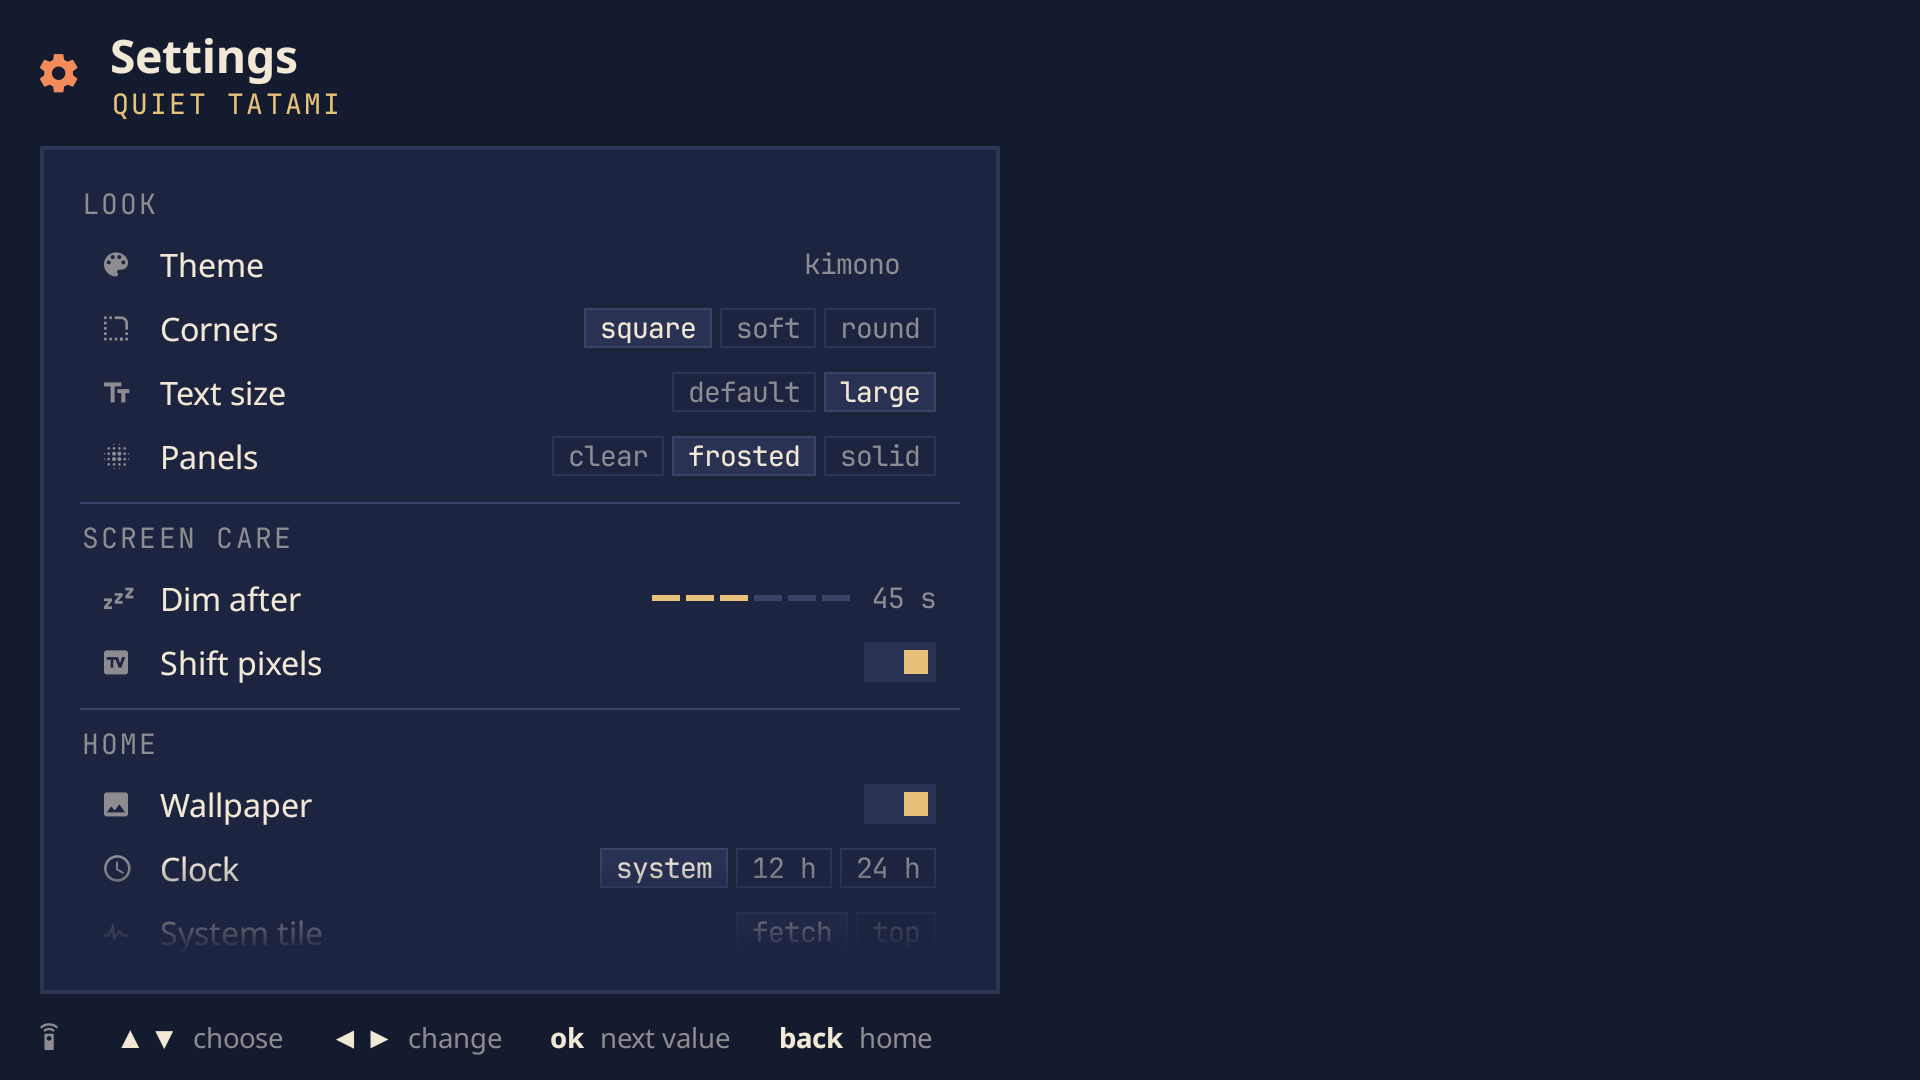 Settings
QUIET TATAMI
LOOK
Theme kimono
Corners square soft round
Text size default large
Panels clear frosted solid
SCREEN CARE
Dim after 45 s
Shift pixels
HOME
Wallpaper
Clock system 12 h 24 h
System tile fetch top
▲ ▼ choose ◀ ▶ change ok next value back home